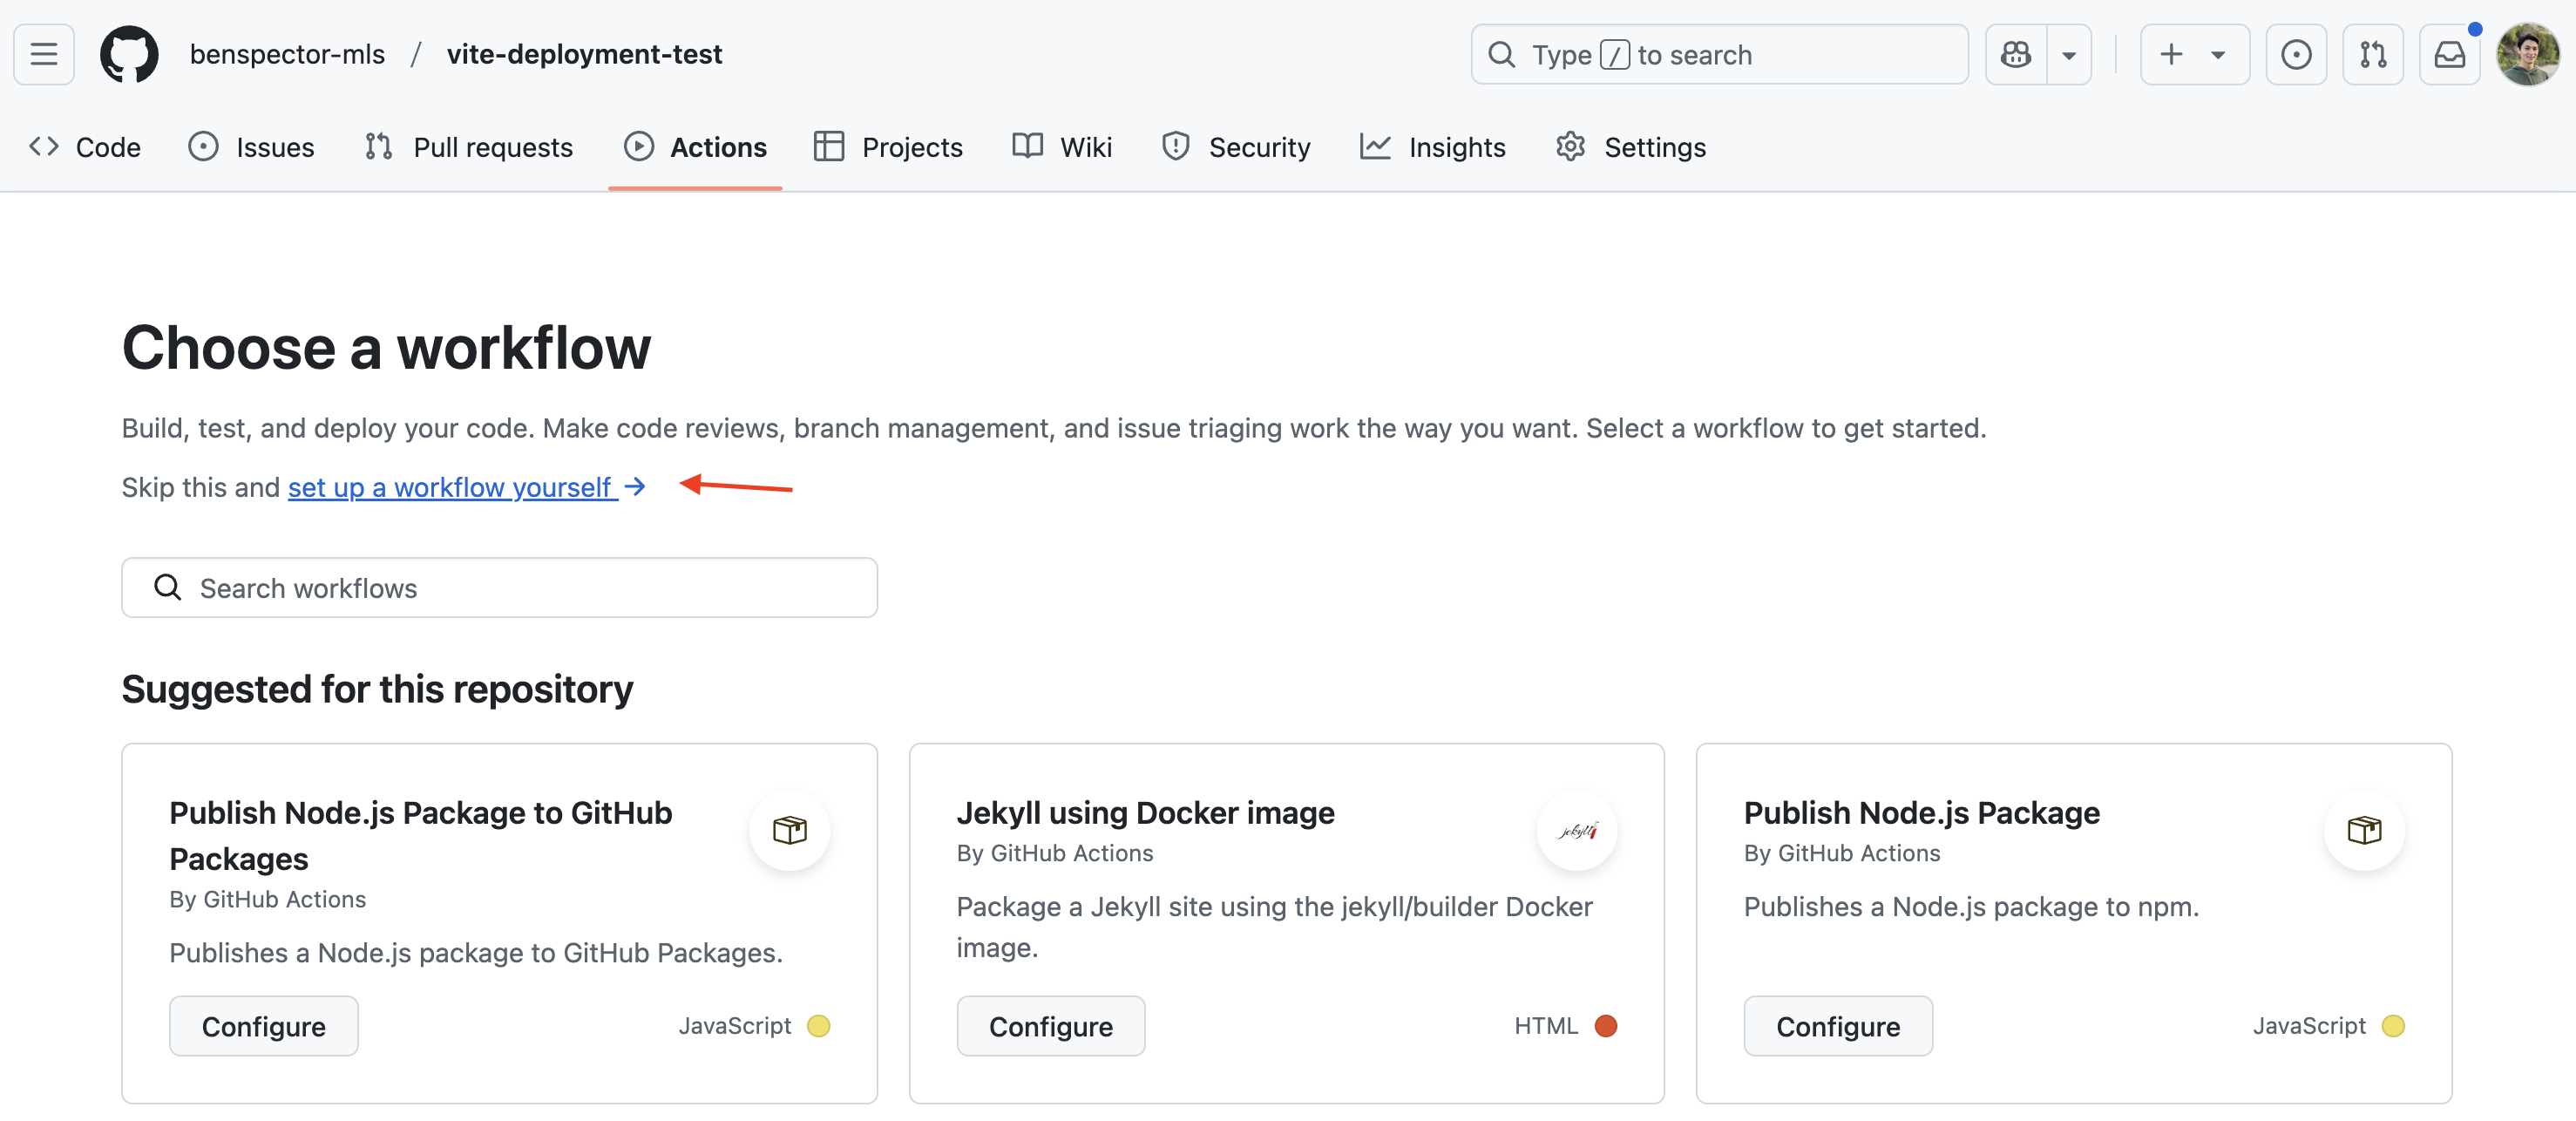 benspector-mls / vite-deployment-test
Type / to search
Code Issues Pull requests Actions Projects Wiki Security Insights Settings
Choose a workflow
Build, test, and deploy your code. Make code reviews, branch management, and issue triaging work the way you want. Select a workflow to get started.
Skip this and set up a workflow yourself →
Search workflows
Suggested for this repository
Publish Node.js Package to GitHub
Packages
By GitHub Actions
Publishes a Node.js package to GitHub Packages.
Configure
JavaScript
Jekyll using Docker image
By GitHub Actions
jekyll
Package a Jekyll site using the jekyll/builder Docker
image.
Configure
HTML
Publish Node.js Package
By GitHub Actions
Publishes a Node.js package to npm.
Configure
JavaScript